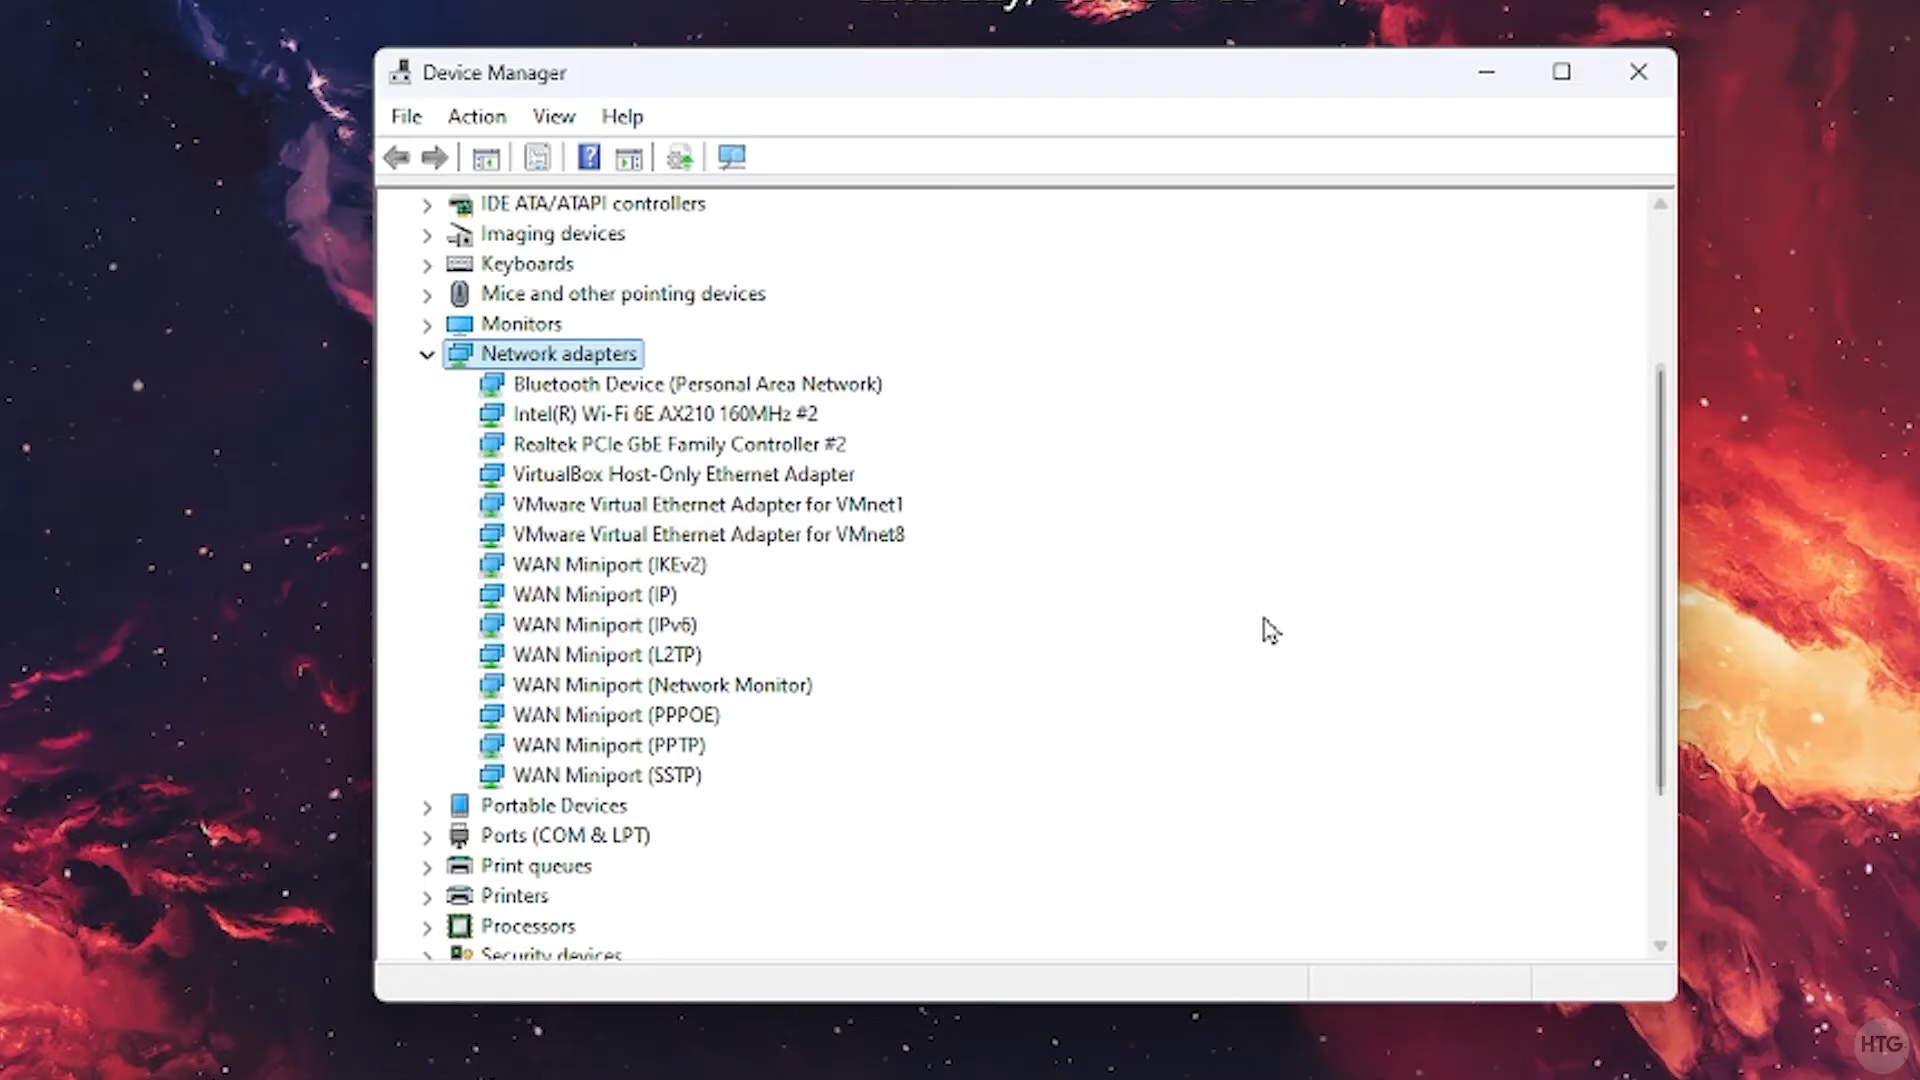 Device Manager
File Action View Help
IDE ATA/ATAPI controllers
Imaging devices
Keyboards
Mice and other pointing devices
Monitors
Network adapters
Bluetooth Device (Personal Area Network)
Intel(R) Wi-Fi 6E AX210 160MHz #2
Realtek PCIe GbE Family Controller #2
VirtualBox Host-Only Ethernet Adapter
VMware Virtual Ethernet Adapter for VMnet1
VMware Virtual Ethernet Adapter for VMnet8
WAN Miniport (IKEv2)
WAN Miniport (IP)
WAN Miniport (IPv6)
WAN Miniport (L2TP)
WAN Miniport (Network Monitor)
WAN Miniport (PPPOE)
WAN Miniport (PPTP)
WAN Miniport (SSTP)
Portable Devices
Ports (COM & LPT)
Print queues
Printers
Processors
Security devices
HTG